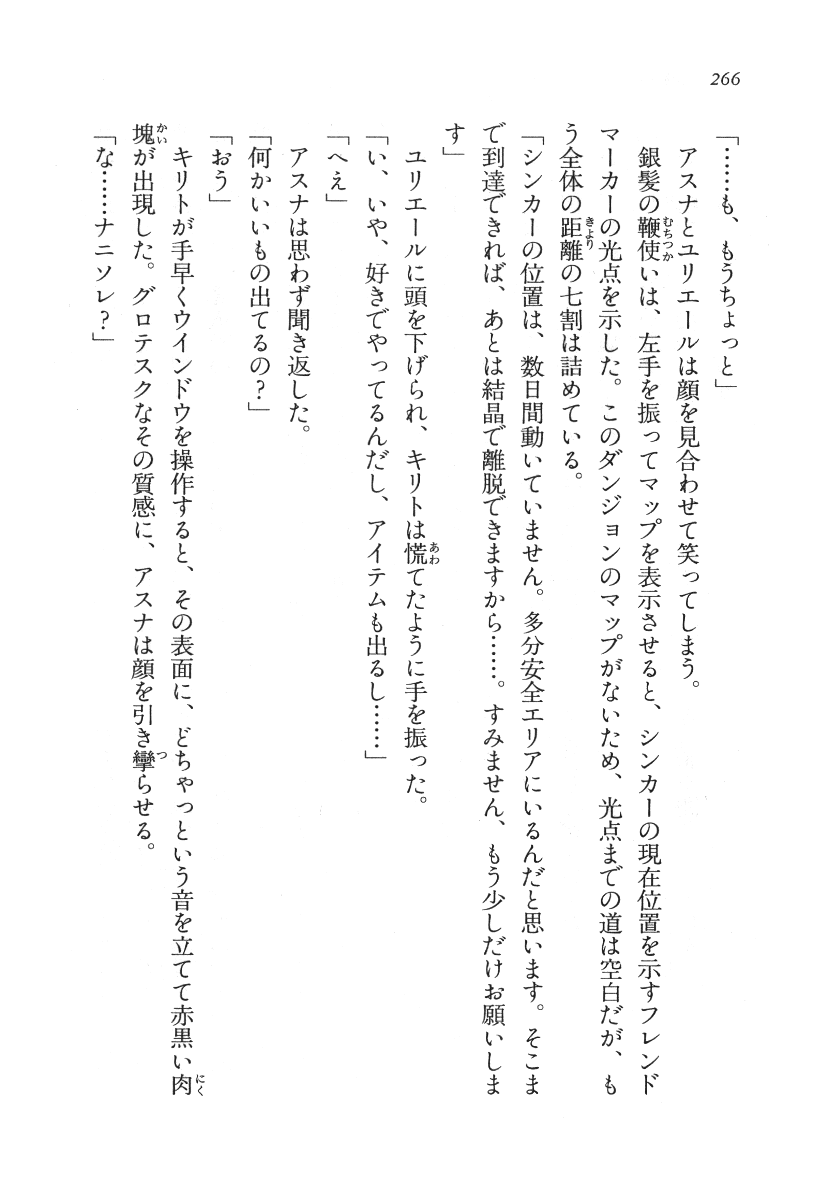 266
「……も、もうちょっと」
　アスナとユリエールは顔を見合わせて笑ってしまう。
　銀髪の鞭使いは、左手を振ってマップを表示させると、シンカーの現在位置を示すフレンド
マーカーの光点を示した。このダンジョンのマップがないため、光点までの道は空白だが、も
う全体の距離の七割は詰めている。
「シンカーの位置は、数日間動いていません。多分安全エリアにいるんだと思います。そこま
で到達できれば、あとは結晶で離脱できますから……。すみません、もう少しだけお願いしま
す」
　ユリエールに頭を下げられ、キリトは慌てたように手を振った。
「い、いや、好きでやってるんだし、アイテムも出るし……」
「へえ」
　アスナは思わず聞き返した。
「何かいいもの出てるの？」
「おう」
　キリトが手早くウインドウを操作すると、その表面に、どちゃっという音を立てて赤黒い肉
塊が出現した。グロテスクなその質感に、アスナは顔を引き攣らせる。
「な……ナニソレ？」